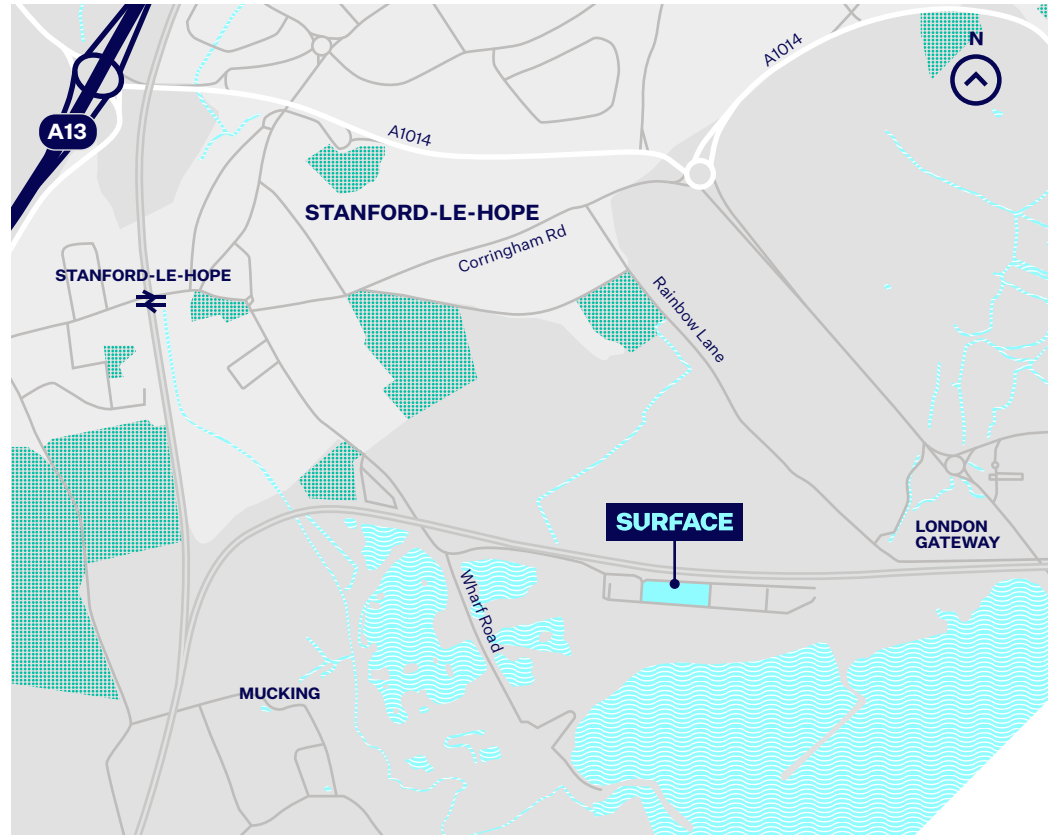 N
A1014
A13
A1014
STANFORD-LE-HOPE
Corringham Rd
STANFORD-LE-HOPE
Rainbow Lane
SURFACE
LONDON
GATEWAY
Wharf Road
MUCKING